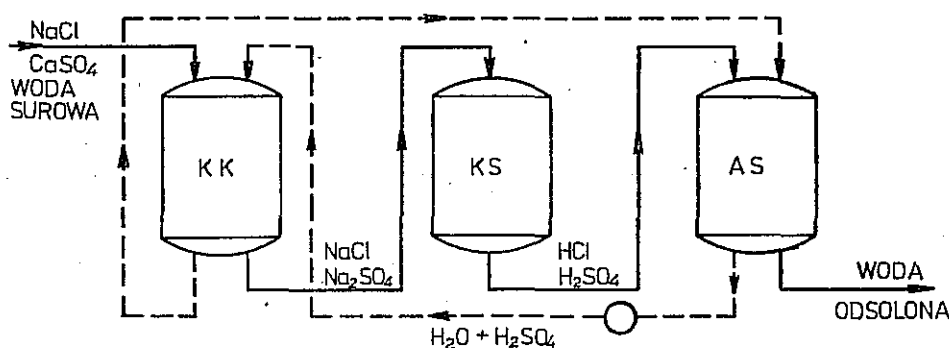 NaCl
CaSO₄
WODA
SUROWA
KK
NaCl
Na₂SO₄
KS
HCl
H₂SO₄
AS
H₂O + H₂SO₄
WODA
ODSOLONA